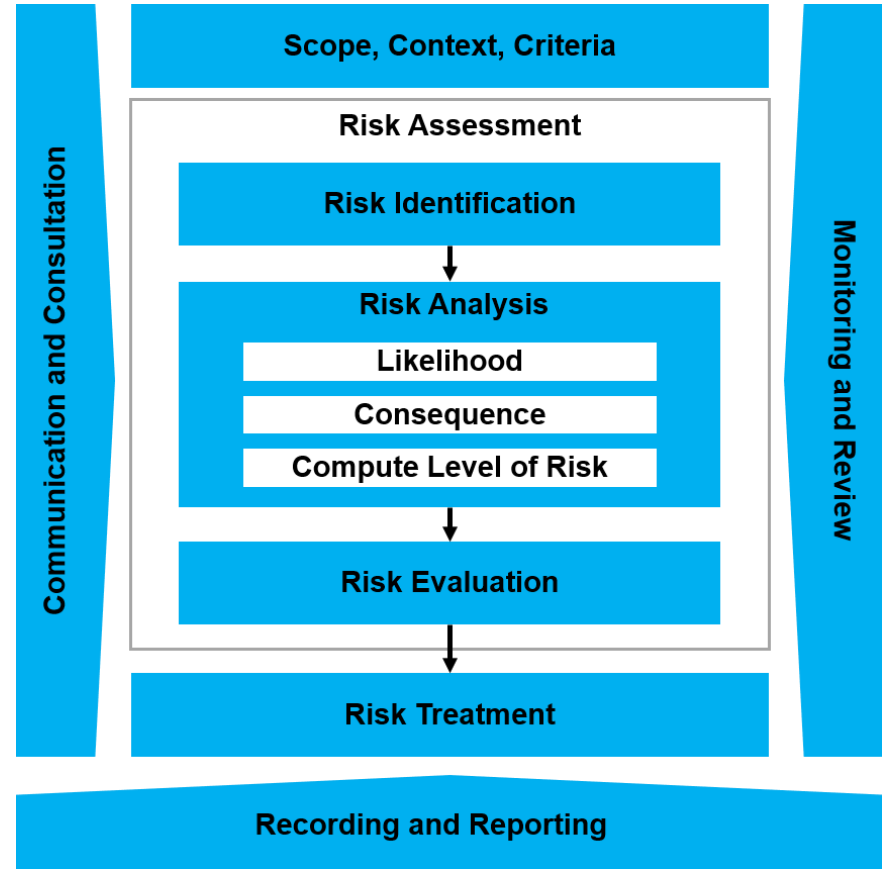 Scope, Context, Criteria
Risk Assessment
Risk Identification
Risk Analysis
Likelihood
Consequence
Compute Level of Risk
Risk Evaluation
Risk Treatment
Communication and Consultation
Monitoring and Review
Recording and Reporting